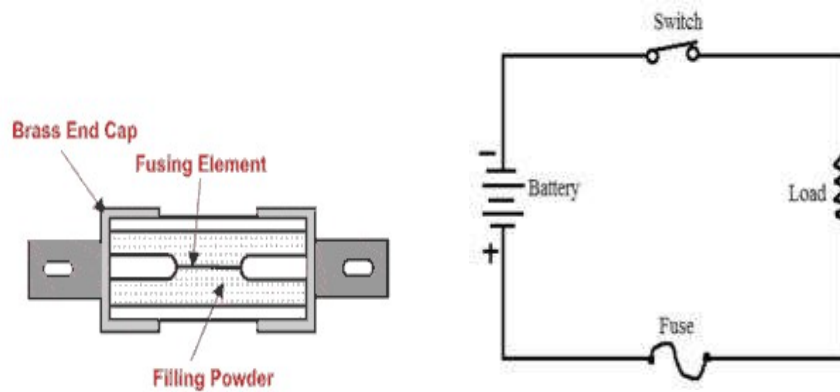 Brass End Cap
Fusing Element
Filling Powder
Switch
-
Battery
+
Load
Fuse